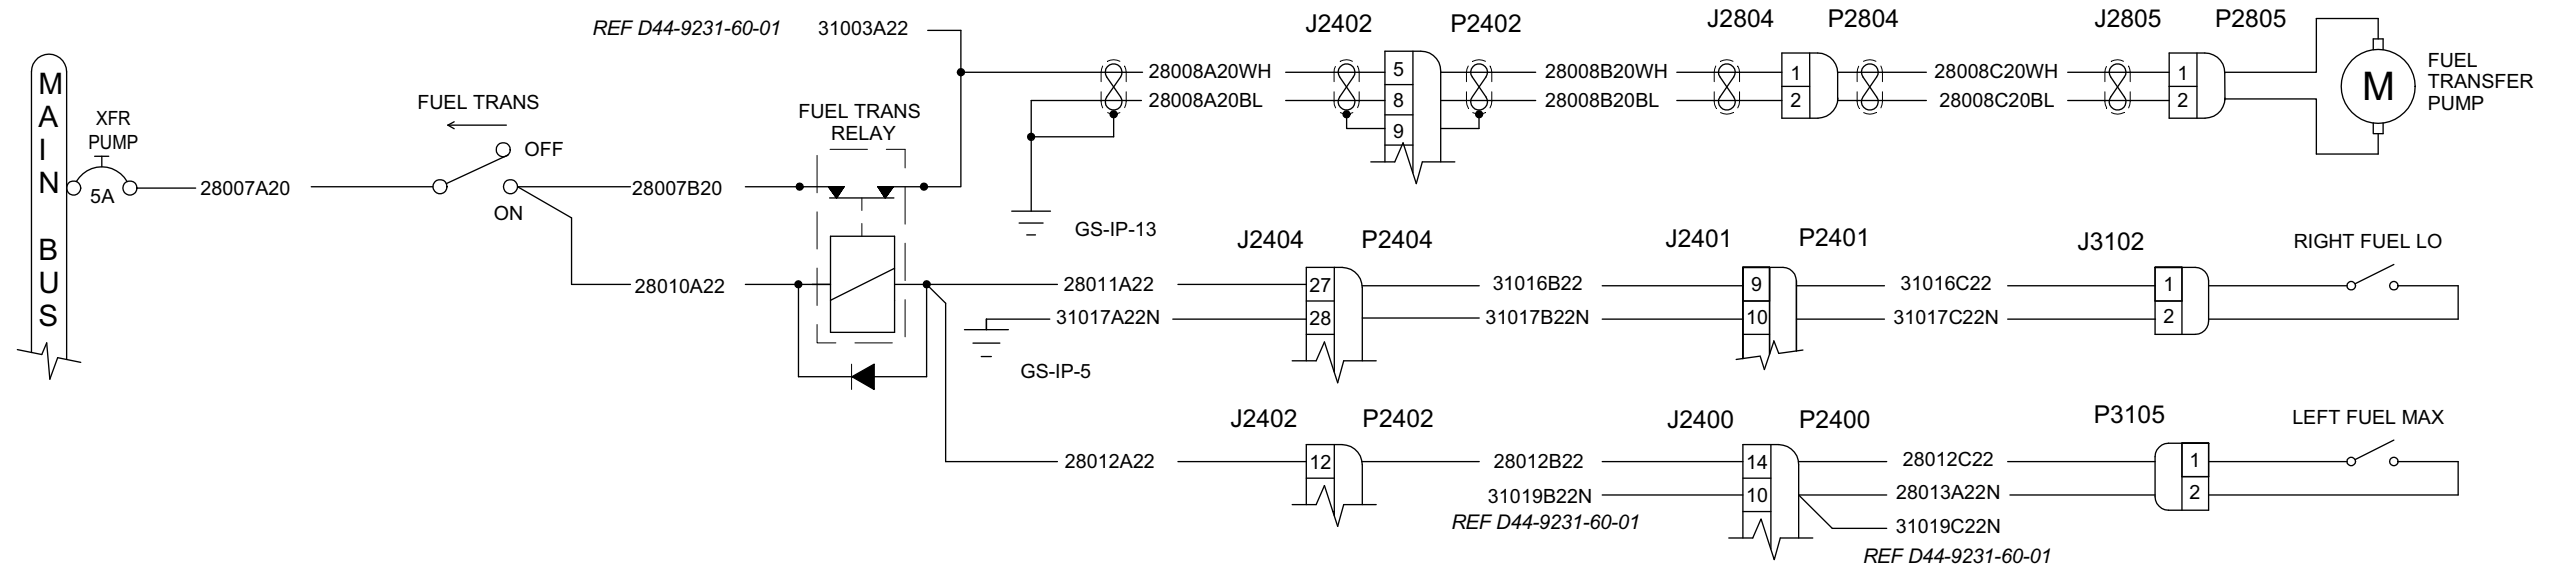 REF D44-9231-60-01 31003A22
MAIN BUS
XFR
PUMP
5A
28007A20
FUEL TRANS
OFF
ON
28007B20
28010A22
FUEL TRANS
RELAY
J2402 P2402 J2804 P2804 J2805 P2805
28008A20WH 5 28008B20WH 1 28008C20WH 1
28008A20BL 8 28008B20BL 2 28008C20BL 2
9
M
FUEL
TRANSFER
PUMP
GS-IP-13
J2404 P2404 J2401 P2401 J3102 RIGHT FUEL LO
28011A22 27 31016B22 9 31016C22 1
31017A22N 28 31017B22N 10 31017C22N 2
GS-IP-5
J2402 P2402 J2400 P2400 P3105 LEFT FUEL MAX
28012A22 12 28012B22 14 28012C22 1
31019B22N 10 28013A22N 2
REF D44-9231-60-01 31019C22N
REF D44-9231-60-01